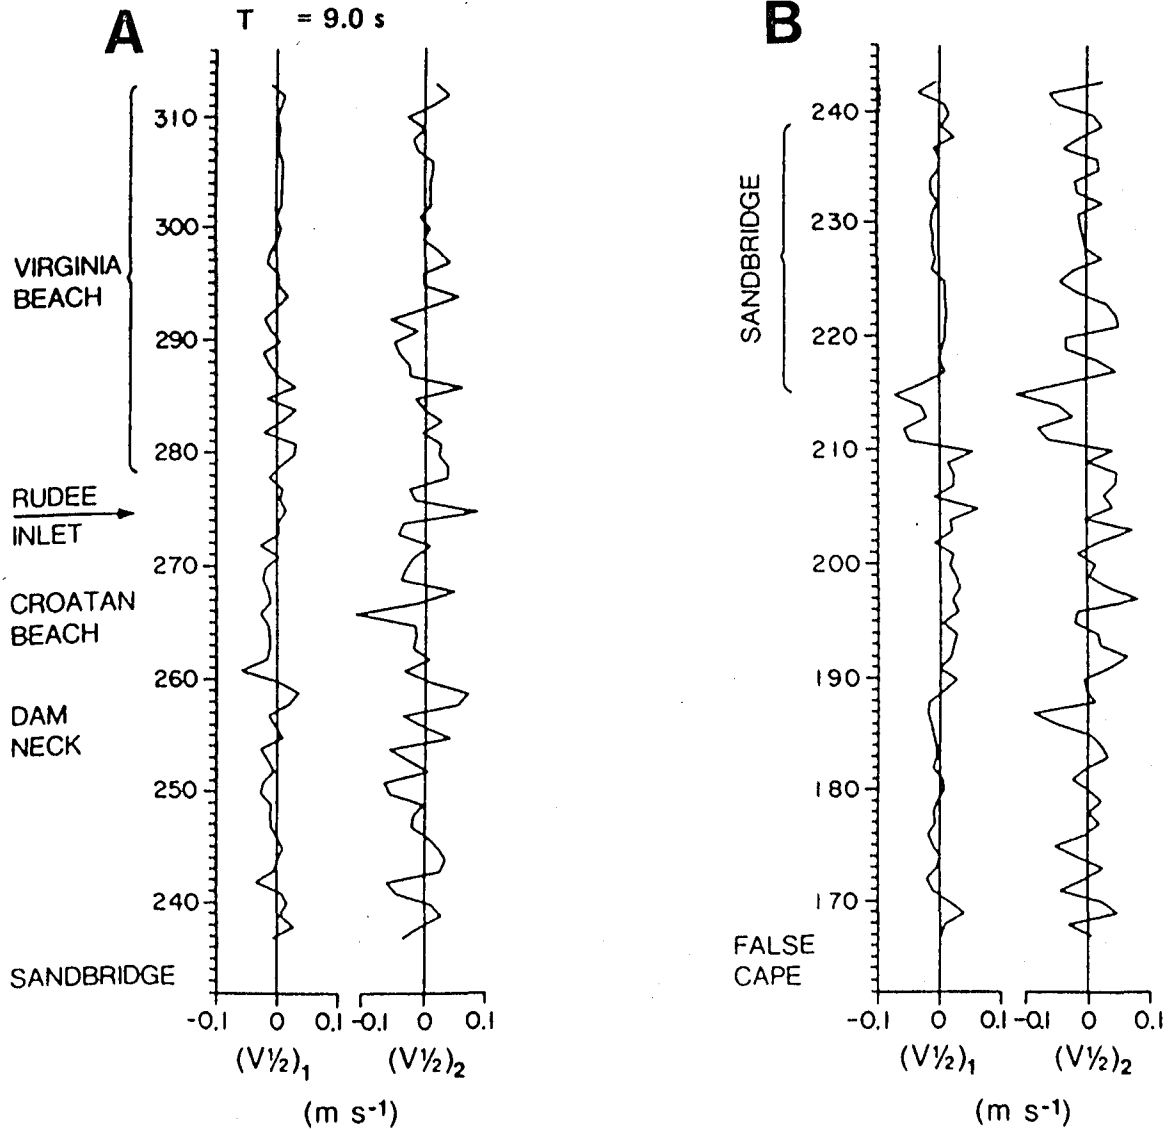 A
T = 9.0 s
310
300
290
280
270
260
250
240
VIRGINIA
BEACH
RUDEE
INLET
CROATAN
BEACH
DAM
NECK
SANDBRIDGE
-0.1 0 0.1 -0.1 0 0.1
(V½)1 (V½)2
(m s-1)
B
240
230
220
210
200
190
180
170
SANDBRIDGE
FALSE
CAPE
-0.1 0 0.1 -0.1 0 0.1
(V½)1 (V½)2
(m s-1)